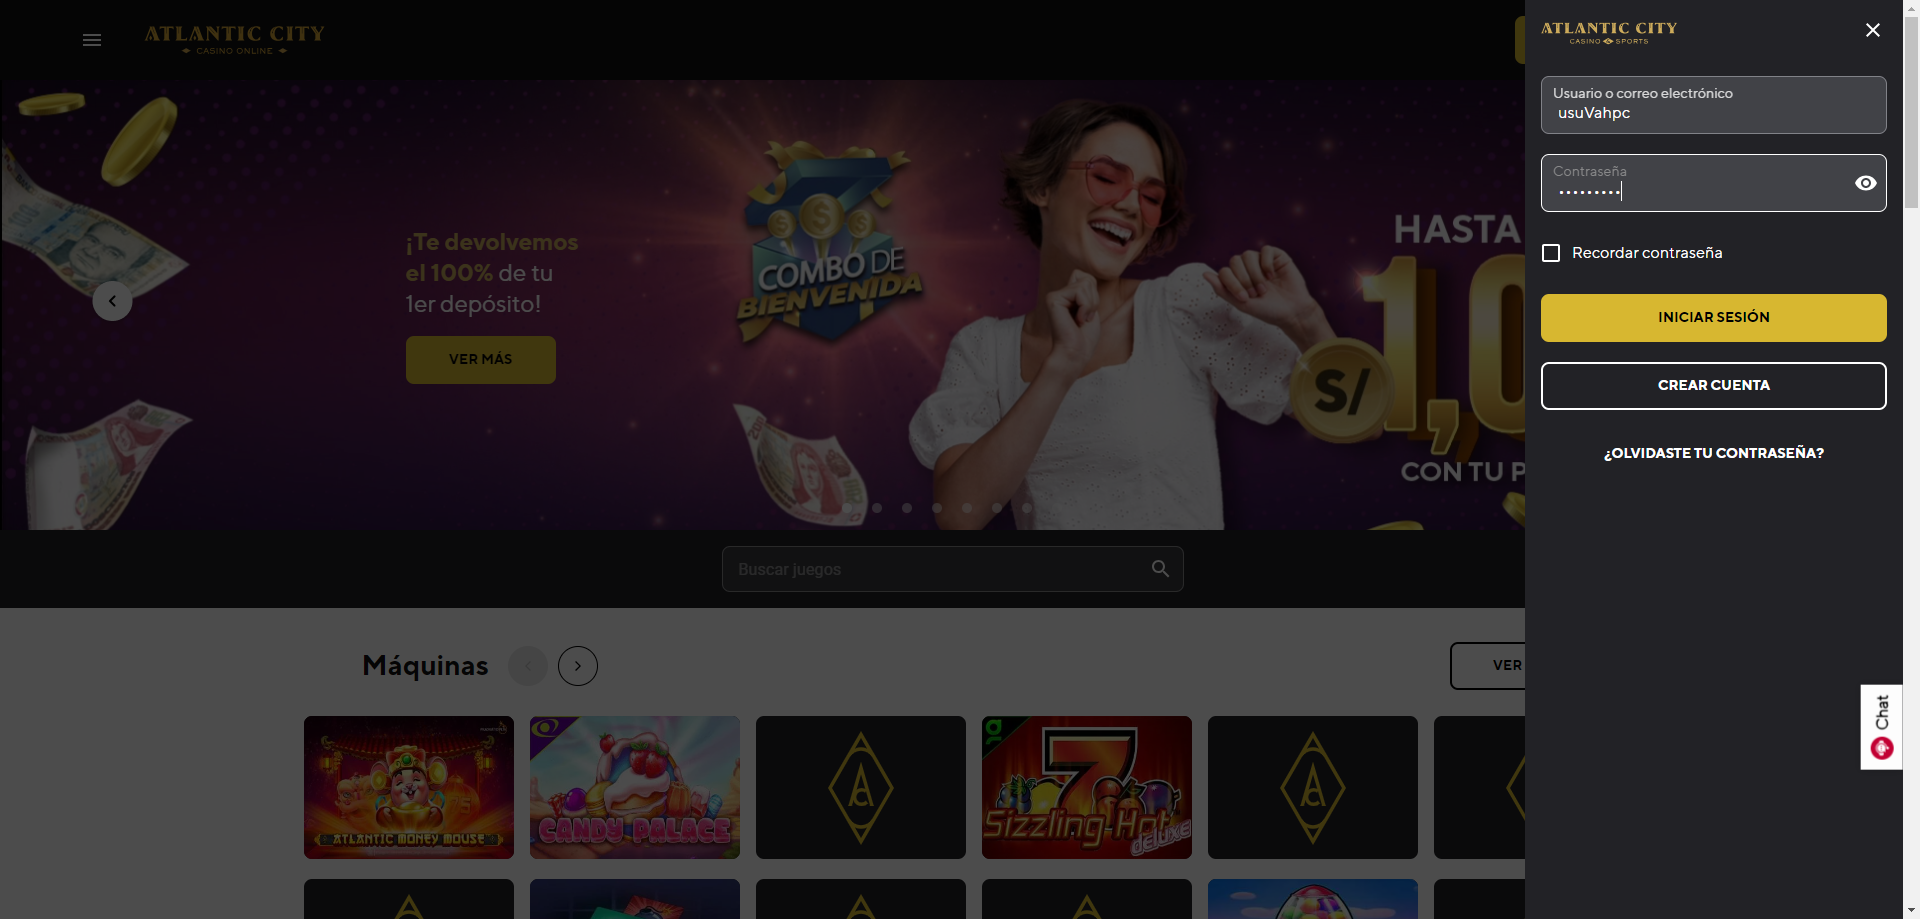 ATLANTIC CITY
CASINO ONLINE
ATLANTIC CITY
CASINO SPORTS
Usuario o correo electrónico
usuVahpc
Contraseña
•••••••••
Recordar contraseña
INICIAR SESIÓN
CREAR CUENTA
¿OLVIDASTE TU CONTRASEÑA?
¡Te devolvemos
el 100% de tu
1er depósito!
VER MÁS
COMBO DE
BIENVENIDA
HASTA
S/ 1,0
CON TU P
Buscar juegos
Máquinas
VER
Chat
ATLANTIC MONEY MOUSE
CANDY PALACE
7
Sizzling Hot
deluxe